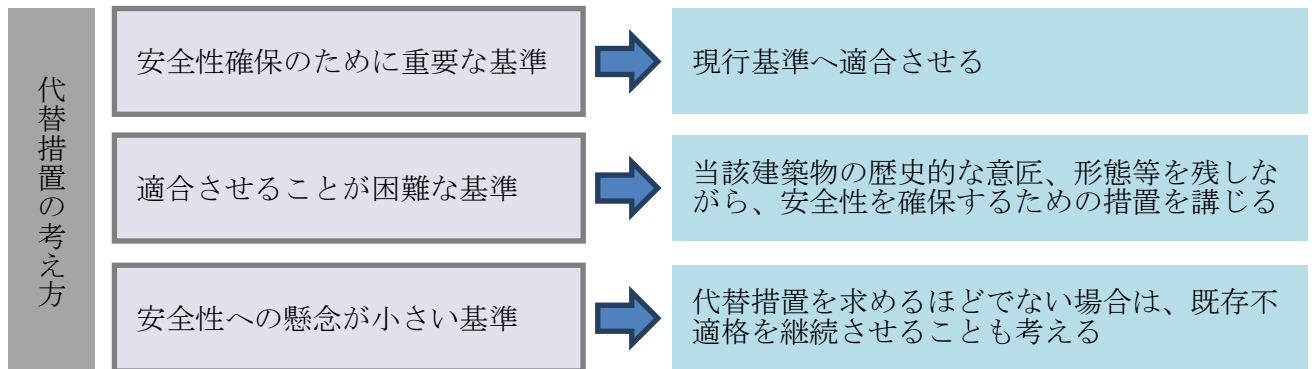 代替措置の考え方
安全性確保のために重要な基準
現行基準へ適合させる
適合させることが困難な基準
当該建築物の歴史的な意匠、形態等を残しな
がら、安全性を確保するための措置を講じる
安全性への懸念が小さい基準
代替措置を求めるほどでない場合は、既存不
適格を継続させることも考える